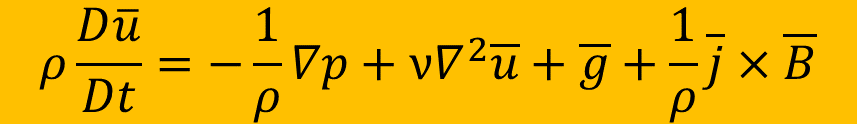 ρ Dū/Dt = − 1/ρ ∇p + ν∇²ū + ḡ + 1/ρ j̄ × B̄